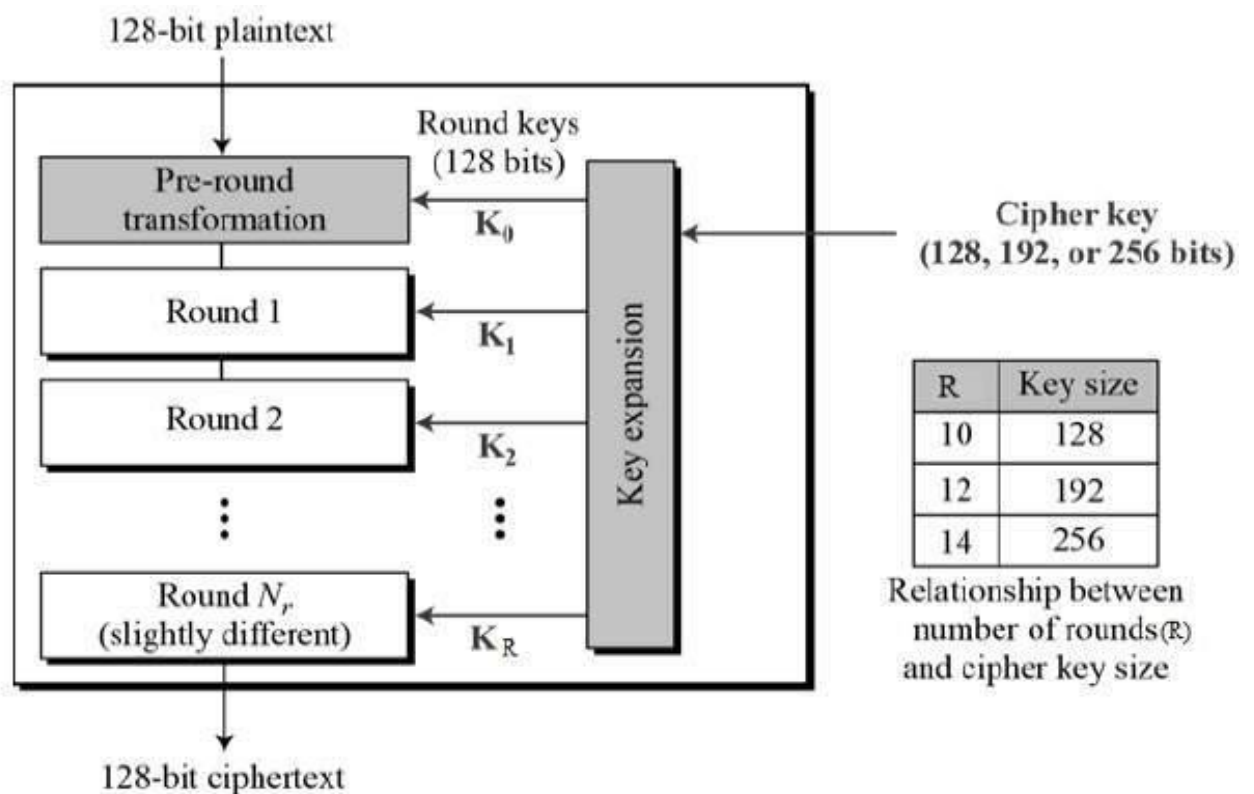 128-bit plaintext
Round keys
(128 bits)
Pre-round
transformation
K0
Cipher key
(128, 192, or 256 bits)
Round 1
K1
Key expansion
Round 2
K2
R Key size
10 128
12 192
14 256
Round Nr
(slightly different)
KR
Relationship between
number of rounds(R)
and cipher key size
128-bit ciphertext